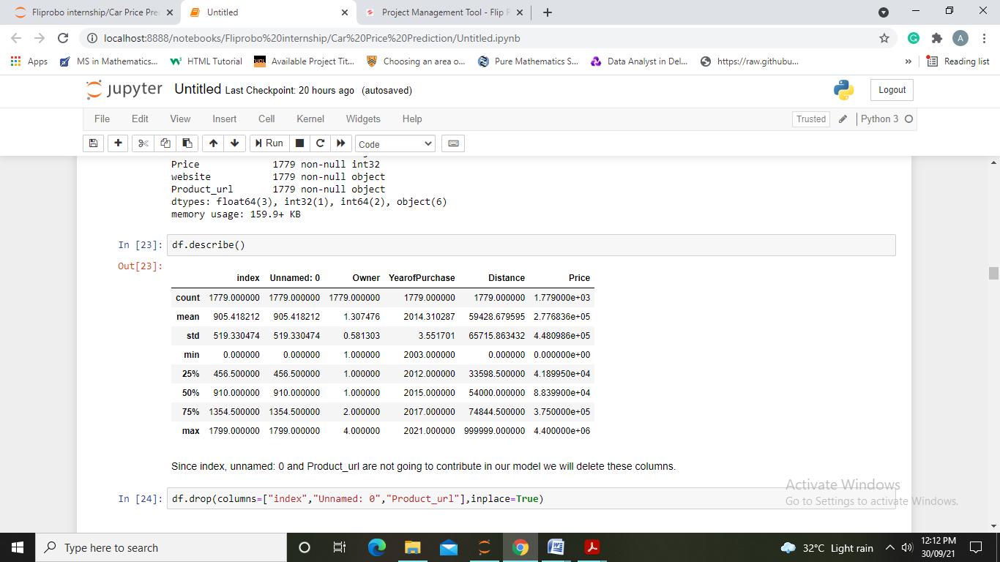 Fliprobo internship/Car Price Pre
Untitled
Project Management Tool - Flip R
localhost:8888/notebooks/Fliprobo%20internship/Car%20Price%20Prediction/Untitled.ipynb
A
Apps
MS in Mathematics...
HTML Tutorial
UCL
Available Project Tit...
Choosing an area o...
Pure Mathematics S...
Data Analyst in Del...
https://raw.githubu...
»
Reading list
jupyter Untitled Last Checkpoint: 20 hours ago (autosaved)
Logout
File Edit View Insert Cell Kernel Widgets Help
Trusted
Python 3
Run
Code
Price 1779 non-null int32
website 1779 non-null object
Product_url 1779 non-null object
dtypes: float64(3), int32(1), int64(2), object(6)
memory usage: 159.9+ KB
In [23]: df.describe()
Out[23]:
index Unnamed: 0 Owner YearofPurchase Distance Price
count 1779.000000 1779.000000 1779.000000 1779.000000 1779.000000 1.779000e+03
mean 905.418212 905.418212 1.307476 2014.310287 59428.679595 2.776836e+05
std 519.330474 519.330474 0.581303 3.551701 65715.863432 4.480986e+05
min 0.000000 0.000000 1.000000 2003.000000 0.000000 0.000000e+00
25% 456.500000 456.500000 1.000000 2012.000000 33598.500000 4.189950e+04
50% 910.000000 910.000000 1.000000 2015.000000 54000.000000 8.839900e+04
75% 1354.500000 1354.500000 2.000000 2017.000000 74844.500000 3.750000e+05
max 1799.000000 1799.000000 4.000000 2021.000000 999999.000000 4.400000e+06
Since index, unnamed: 0 and Product_url are not going to contribute in our model we will delete these columns.
In [24]: df.drop(columns=["index","Unnamed: 0","Product_url"],inplace=True)
Activate Windows
Go to Settings to activate Windows.
Type here to search
32°C Light rain
12:12 PM
30/09/21